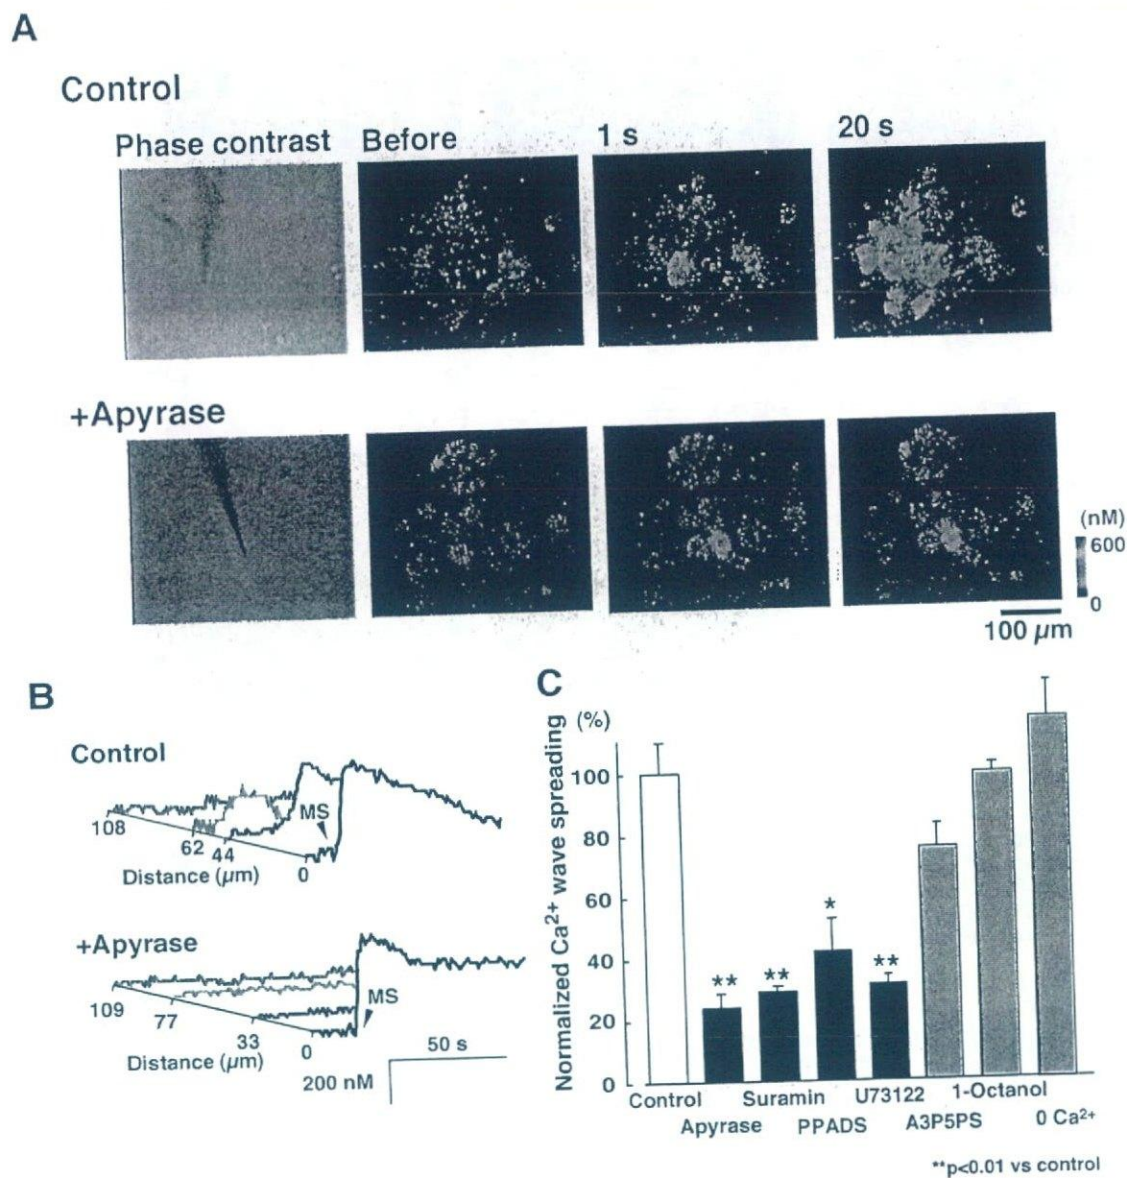 A
Control
Phase contrast Before 1 s 20 s
+Apyrase
(nM)
600
0
100 μm
B
Control
MS
108
62 44
0
Distance (μm)
+Apyrase
MS
109
77
33
0
Distance (μm)
50 s
200 nM
C
(%)
Normalized Ca²⁺ wave spreading
100
80
60
40
20
0
** ** * **
Control Suramin U73122 1-Octanol
Apyrase PPADS A3P5PS 0 Ca²⁺
**p<0.01 vs control